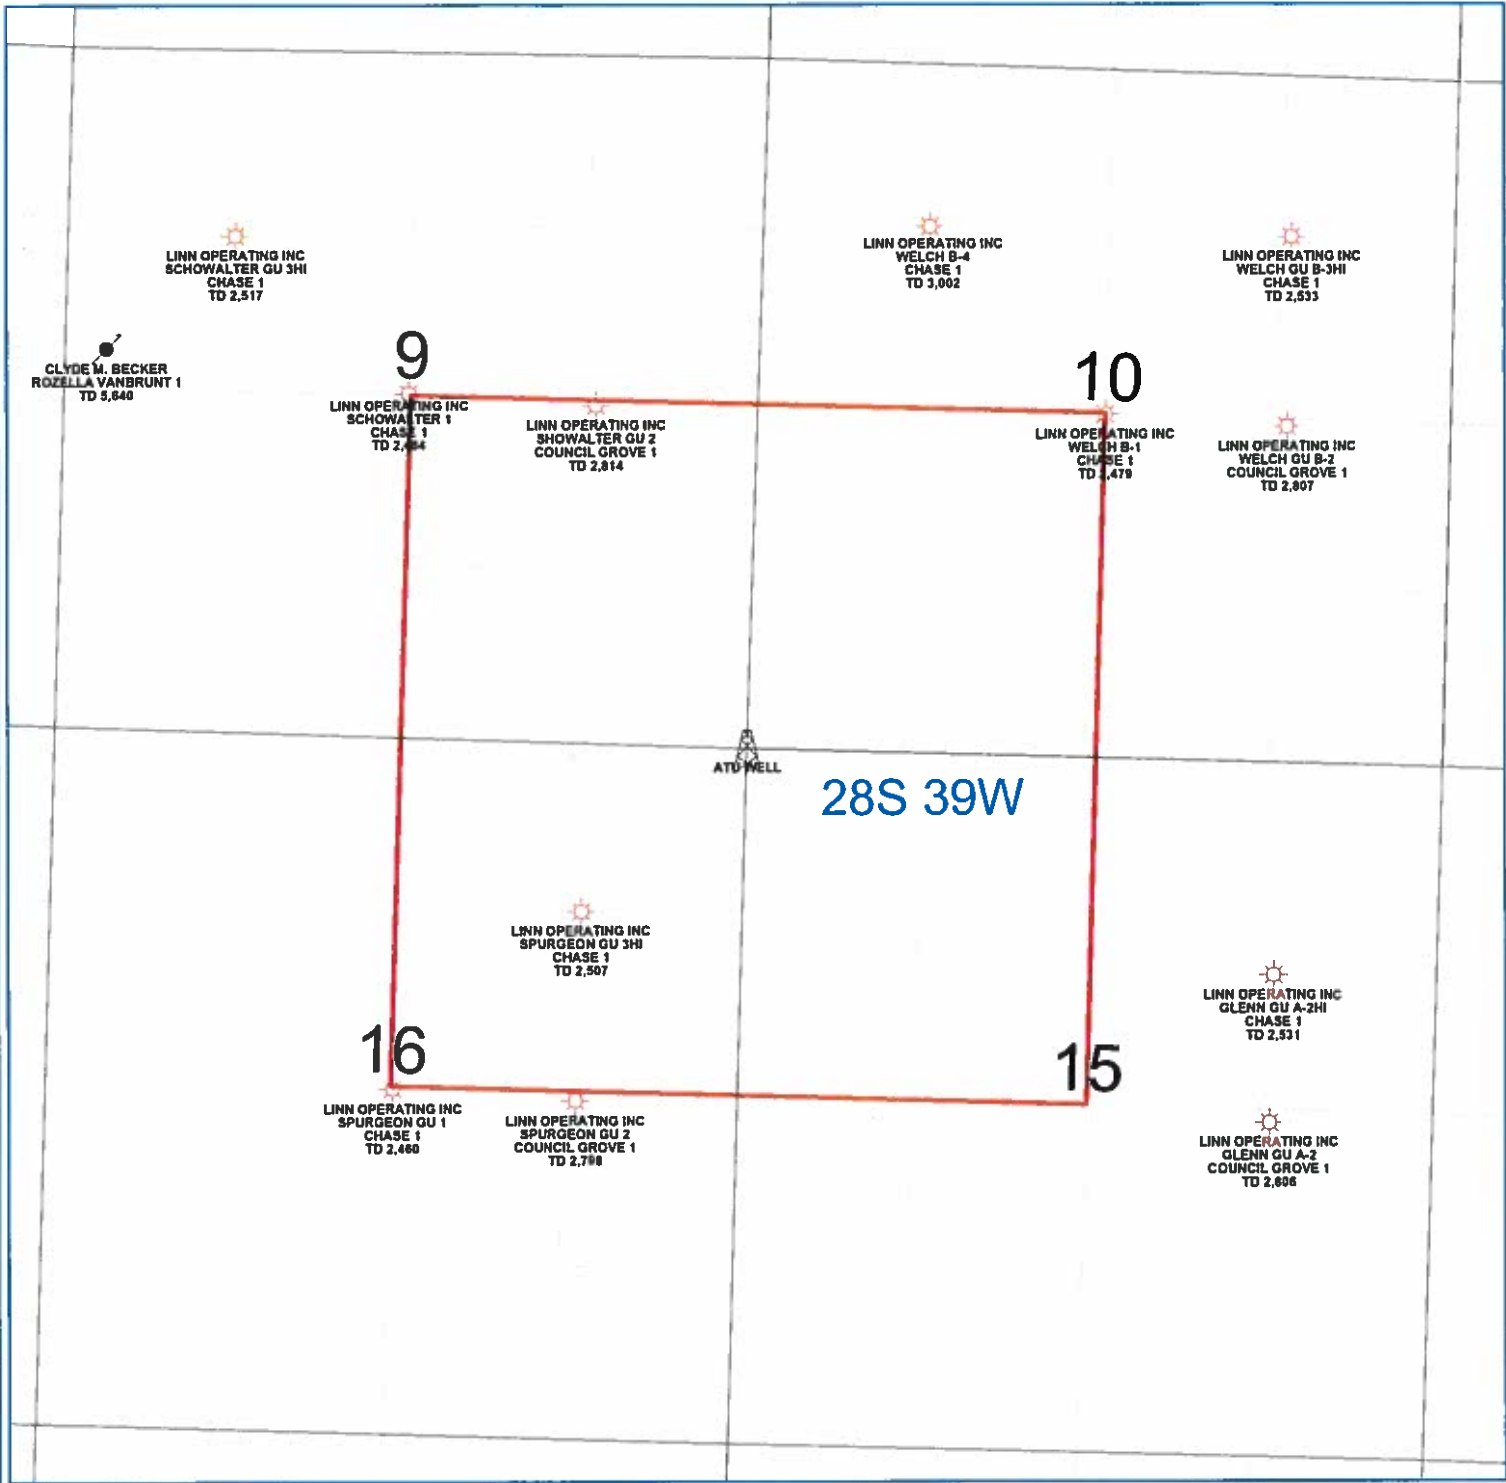 LINN OPERATING INC
SCHOWALTER GU 3HI
CHASE 1
TD 2,517
LINN OPERATING INC
WELCH B-4
CHASE 1
TD 3,002
LINN OPERATING INC
WELCH GU B-3HI
CHASE 1
TD 2,533
CLYDE M. BECKER
ROZELLA VANBRUNT 1
TD 5,640
9
LINN OPERATING INC
SCHOWALTER 1
CHASE 1
TD
LINN OPERATING INC
SHOWALTER GU 2
COUNCIL GROVE 1
TD 2,814
10
LINN OPERATING INC
WELCH B-1
CHASE 1
TD
LINN OPERATING INC
WELCH GU B-2
COUNCIL GROVE 1
TD 2,807
ATU WELL
28S 39W
LINN OPERATING INC
SPURGEON GU 3HI
CHASE 1
TD 2,507
LINN OPERATING INC
GLENN GU A-2HI
CHASE 1
TD 2,531
16
LINN OPERATING INC
SPURGEON GU 1
CHASE 1
TD 2,460
LINN OPERATING INC
SPURGEON GU 2
COUNCIL GROVE 1
TD
15
LINN OPERATING INC
GLENN GU A-2
COUNCIL GROVE 1
TD